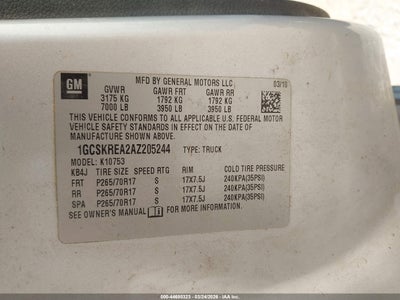 GM
MFD BY GENERAL MOTORS LLC
03/10
GVWR GAWR FRT GAWR RR
3175 KG 1792 KG 1792 KG
7000 LB 3950 LB 3950 LB
THIS VEHICLE CONFORMS TO ALL APPLICABLE U.S. FEDERAL MOTOR
VEHICLE SAFETY STANDARDS IN EFFECT ON THE DATE OF
MANUFACTURE SHOWN ABOVE.
1GCSKREA2AZ205244 TYPE: TRUCK
MODEL: K10753
KB4J TIRE SIZE SPEED RTG RIM COLD TIRE PRESSURE
FRT P265/70R17 S 17X7.5J 240KPA(35PSI)
RR P265/70R17 S 17X7.5J 240KPA(35PSI)
SPA P265/70R17 S 17X7.5J 240KPA(35PSI)
SEE OWNER'S MANUAL FOR MORE INFORMATION.